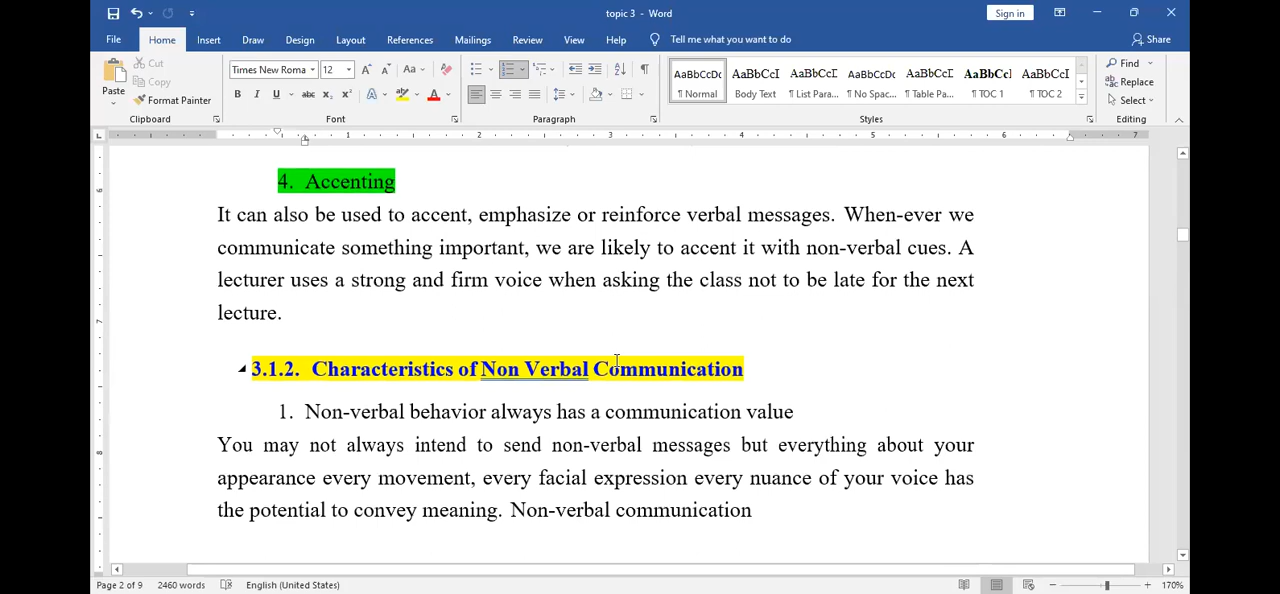 topic 3 - Word
Sign in
File Home Insert Draw Design Layout References Mailings Review View Help Tell me what you want to do Share
Paste
Cut
Copy
Format Painter
Clipboard
Times New Roma 12
Font
Paragraph
AaBbCcDc AaBbCcI AaBbCcI AaBbCcDc AaBbCcI AaBbCcI AaBbCcI
¶ Normal Body Text ¶ List Para... ¶ No Spac... ¶ Table Pa... ¶ TOC 1 ¶ TOC 2
Styles
Find
Replace
Select
Editing
1 2 3 4 5 6 7
4. Accenting
It can also be used to accent, emphasize or reinforce verbal messages. When-ever we
communicate something important, we are likely to accent it with non-verbal cues. A
lecturer uses a strong and firm voice when asking the class not to be late for the next
lecture.
3.1.2. Characteristics of Non Verbal Communication
1. Non-verbal behavior always has a communication value
You may not always intend to send non-verbal messages but everything about your
appearance every movement, every facial expression every nuance of your voice has
the potential to convey meaning. Non-verbal communication
Page 2 of 9 2460 words English (United States) 170%